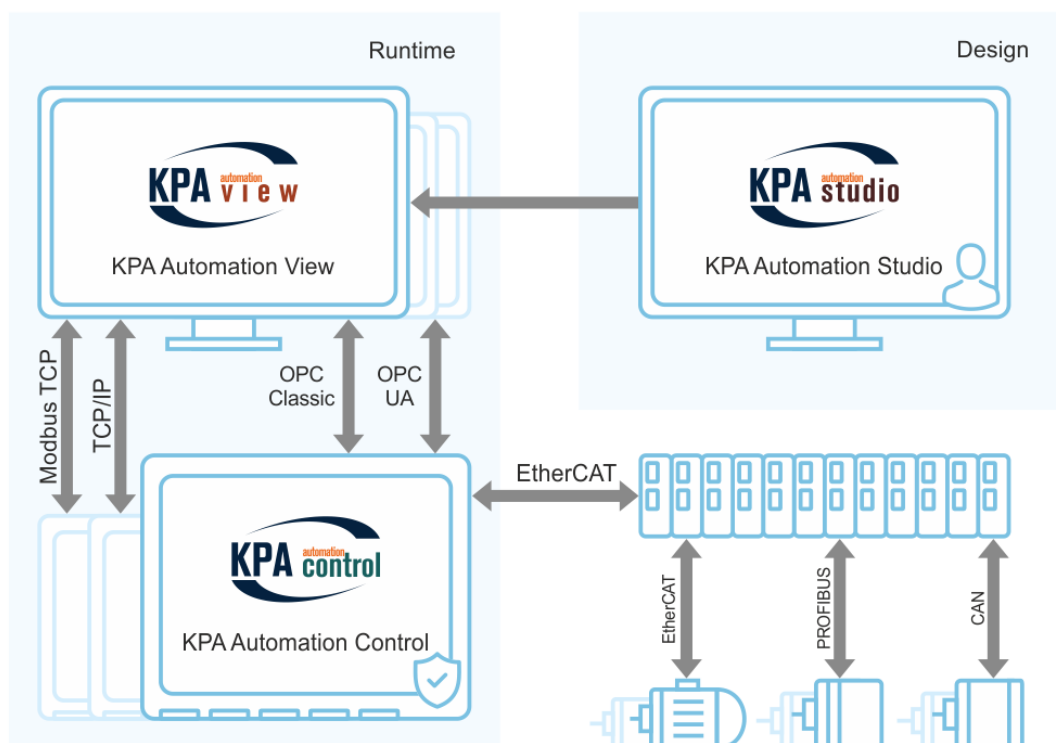 Runtime
Design
KPA automation view
KPA automation studio
KPA Automation View
KPA Automation Studio
Modbus TCP
TCP/IP
OPC
Classic
OPC
UA
EtherCAT
KPA automation control
KPA Automation Control
EtherCAT
PROFIBUS
CAN